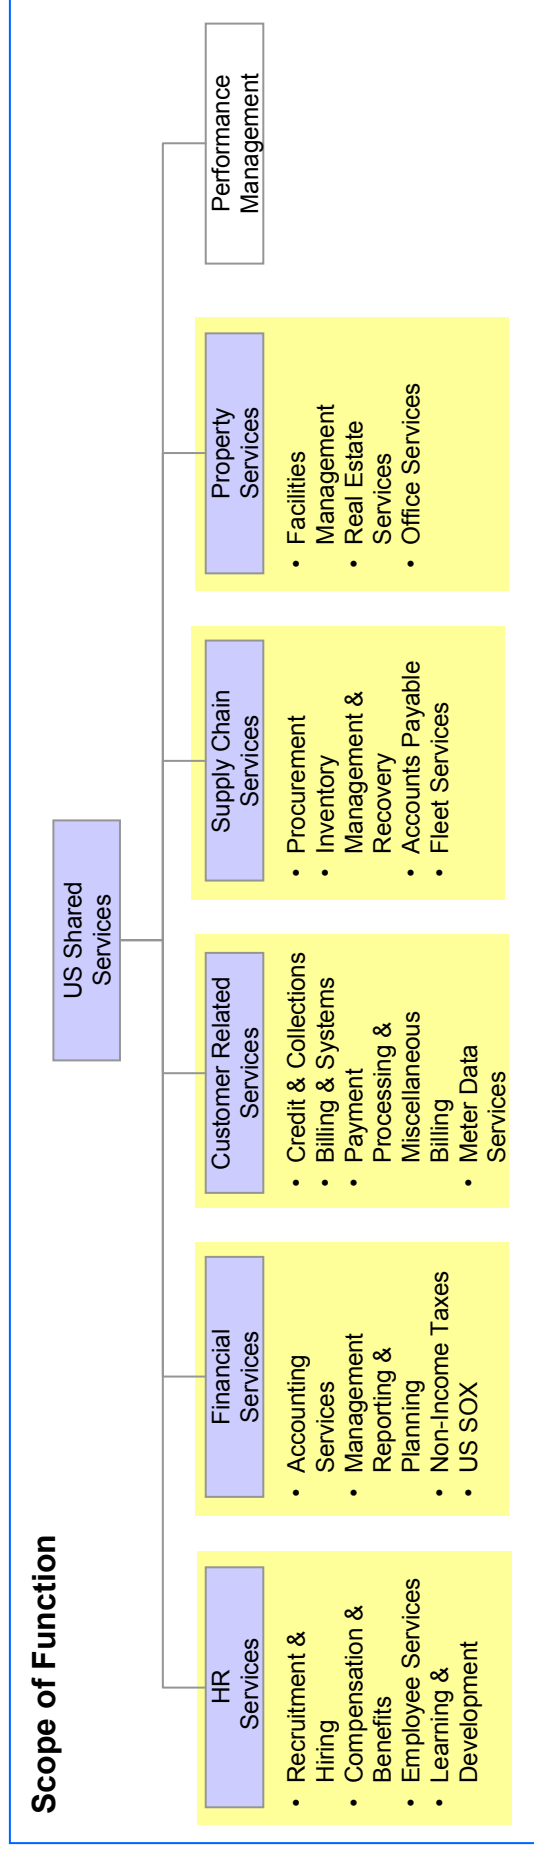 Scope of Function
US Shared
Services
HR
Services
• Recruitment &
Hiring
• Compensation &
Benefits
• Employee Services
• Learning &
Development
Financial
Services
• Accounting
Services
• Management
Reporting &
Planning
• Non-Income Taxes
• US SOX
Customer Related
Services
• Credit & Collections
• Billing & Systems
• Payment
Processing &
Miscellaneous
Billing
• Meter Data
Services
Supply Chain
Services
• Procurement
• Inventory
Management &
Recovery
• Accounts Payable
• Fleet Services
Property
Services
• Facilities
Management
• Real Estate
Services
• Office Services
Performance
Management